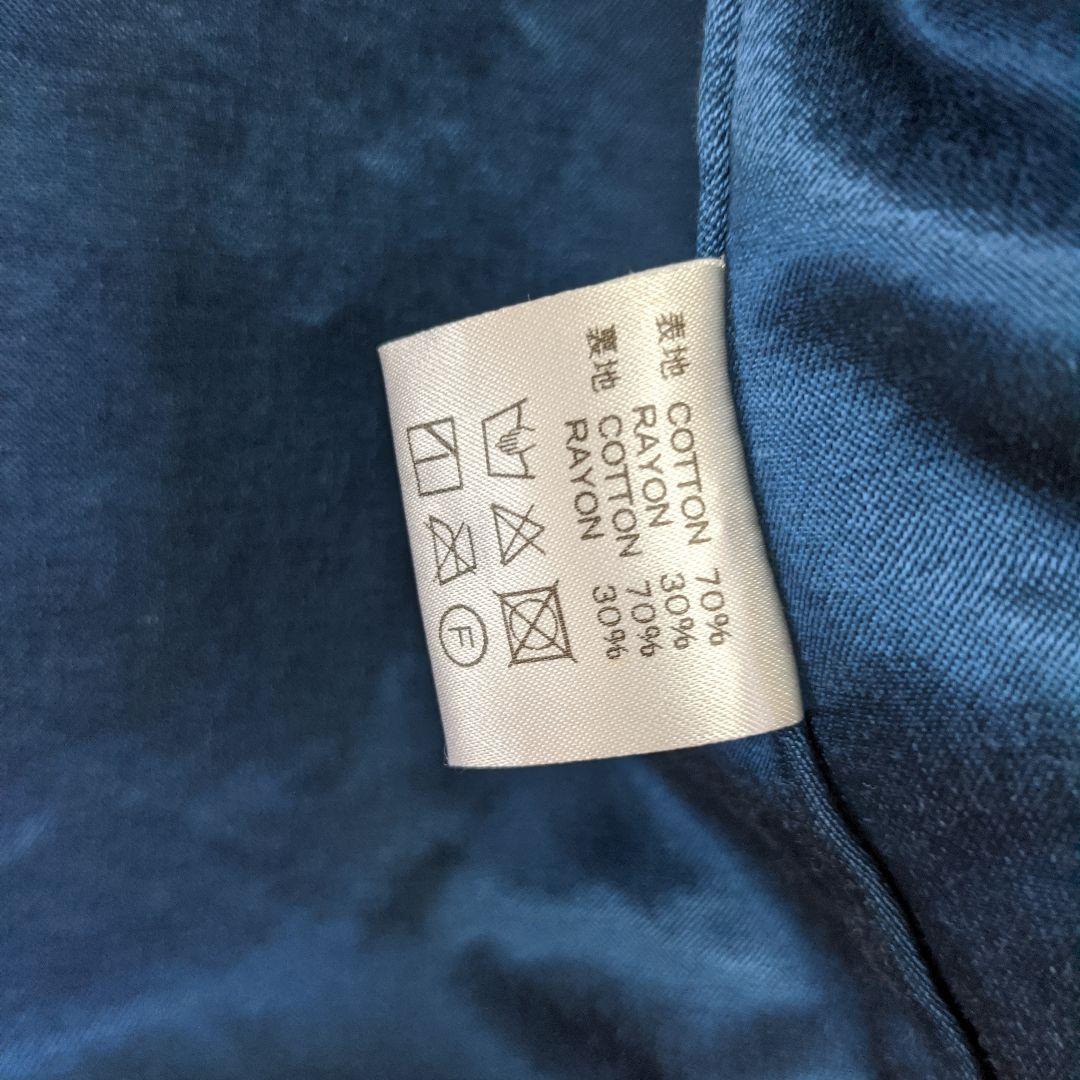 表地 COTTON 70%
RAYON 30%
裏地 COTTON 70%
RAYON 30%
F